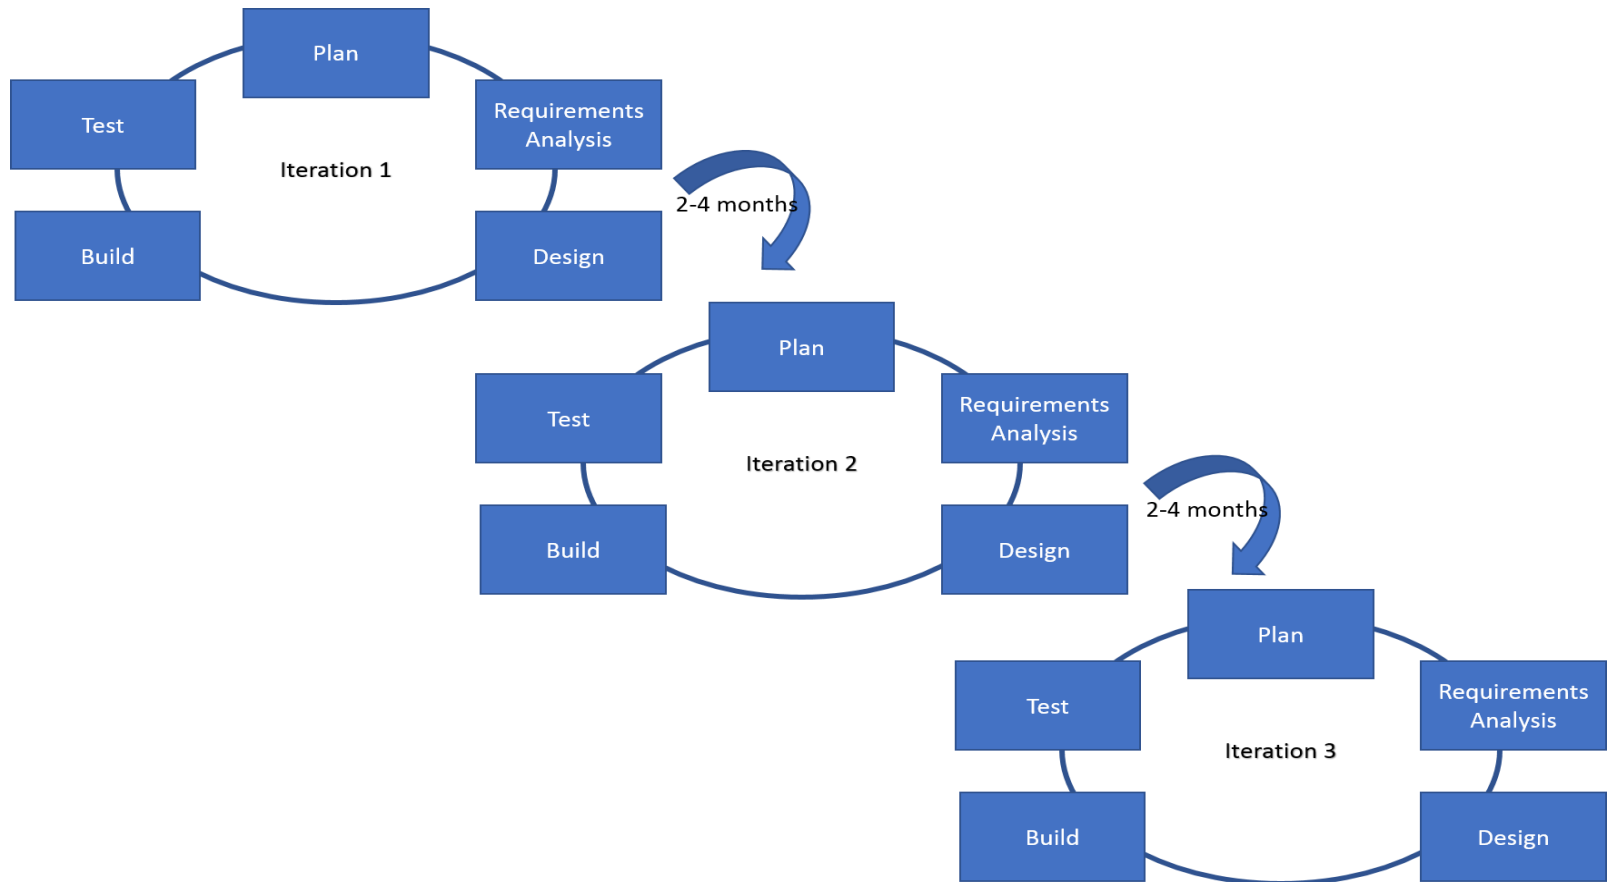 Plan
Test
Requirements
Analysis
Iteration 1
Build
Design
2-4 months
Plan
Test
Requirements
Analysis
Iteration 2
Build
Design
2-4 months
Plan
Test
Requirements
Analysis
Iteration 3
Build
Design